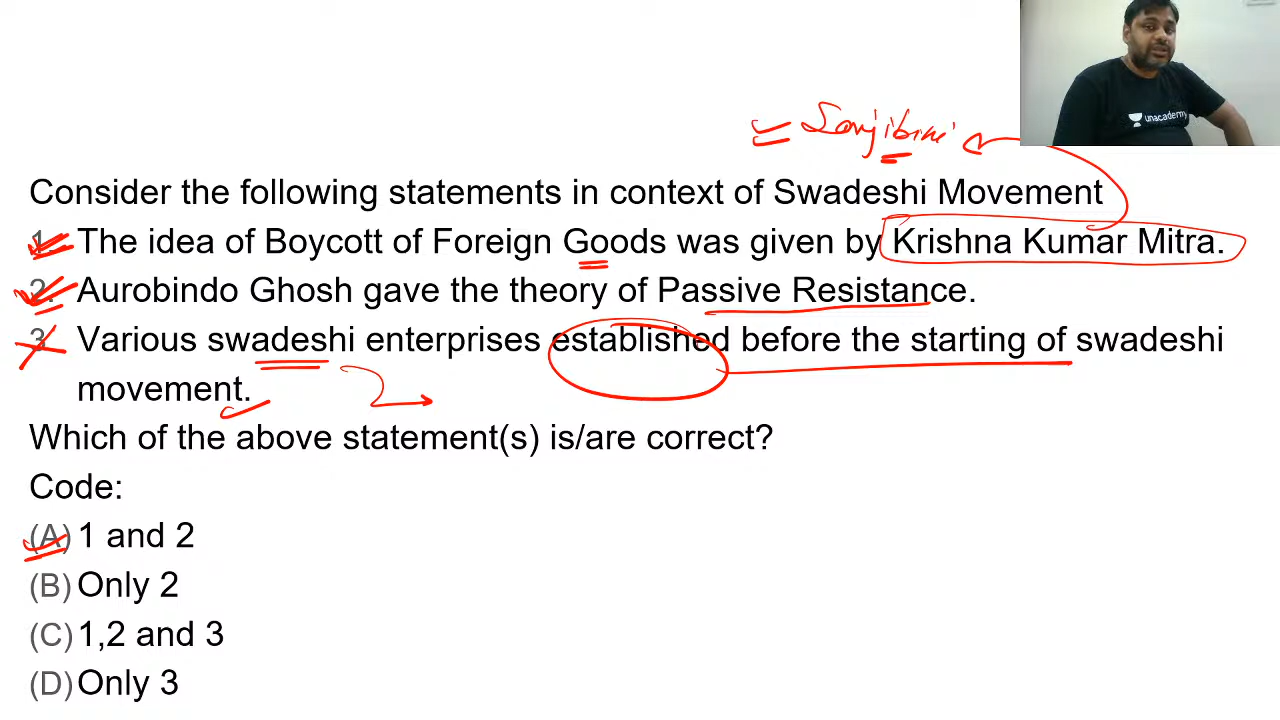 unacademy
Sanjibini
Consider the following statements in context of Swadeshi Movement
1. The idea of Boycott of Foreign Goods was given by Krishna Kumar Mitra.
2. Aurobindo Ghosh gave the theory of Passive Resistance.
3. Various swadeshi enterprises established before the starting of swadeshi
movement.
Which of the above statement(s) is/are correct?
Code:
(A) 1 and 2
(B) Only 2
(C) 1,2 and 3
(D) Only 3